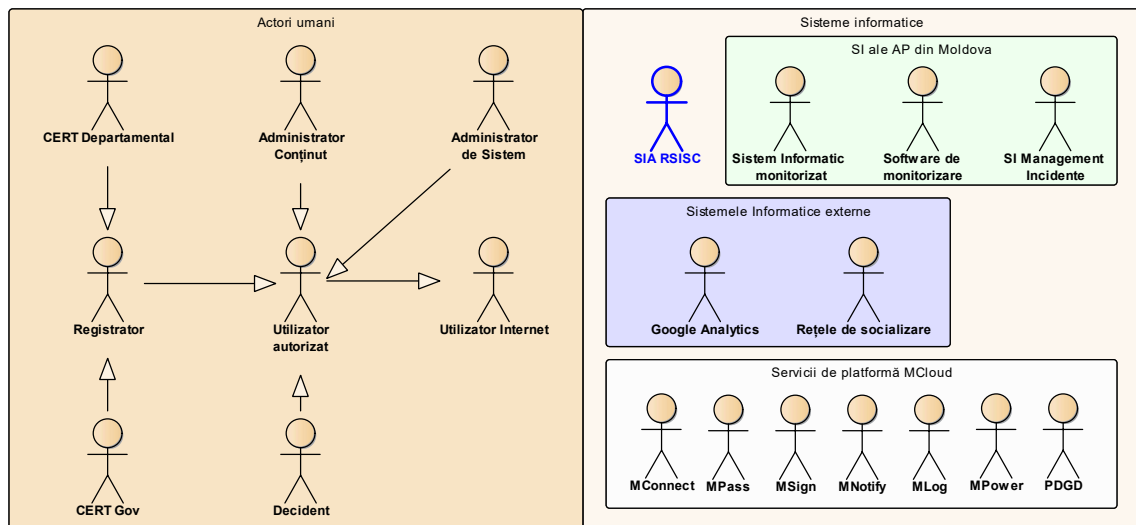 Actori umani
CERT Departamental
Administrator
Conținut
Administrator
de Sistem
Registrator
Utilizator
autorizat
Utilizator Internet
CERT Gov
Decident
Sisteme informatice
SIA RSISC
SI ale AP din Moldova
Sistem Informatic
monitorizat
Software de
monitorizare
SI Management
Incidente
Sistemele Informatice externe
Google Analytics
Rețele de socializare
Servicii de platformă MCloud
MConnect
MPass
MSign
MNotify
MLog
MPower
PDGD